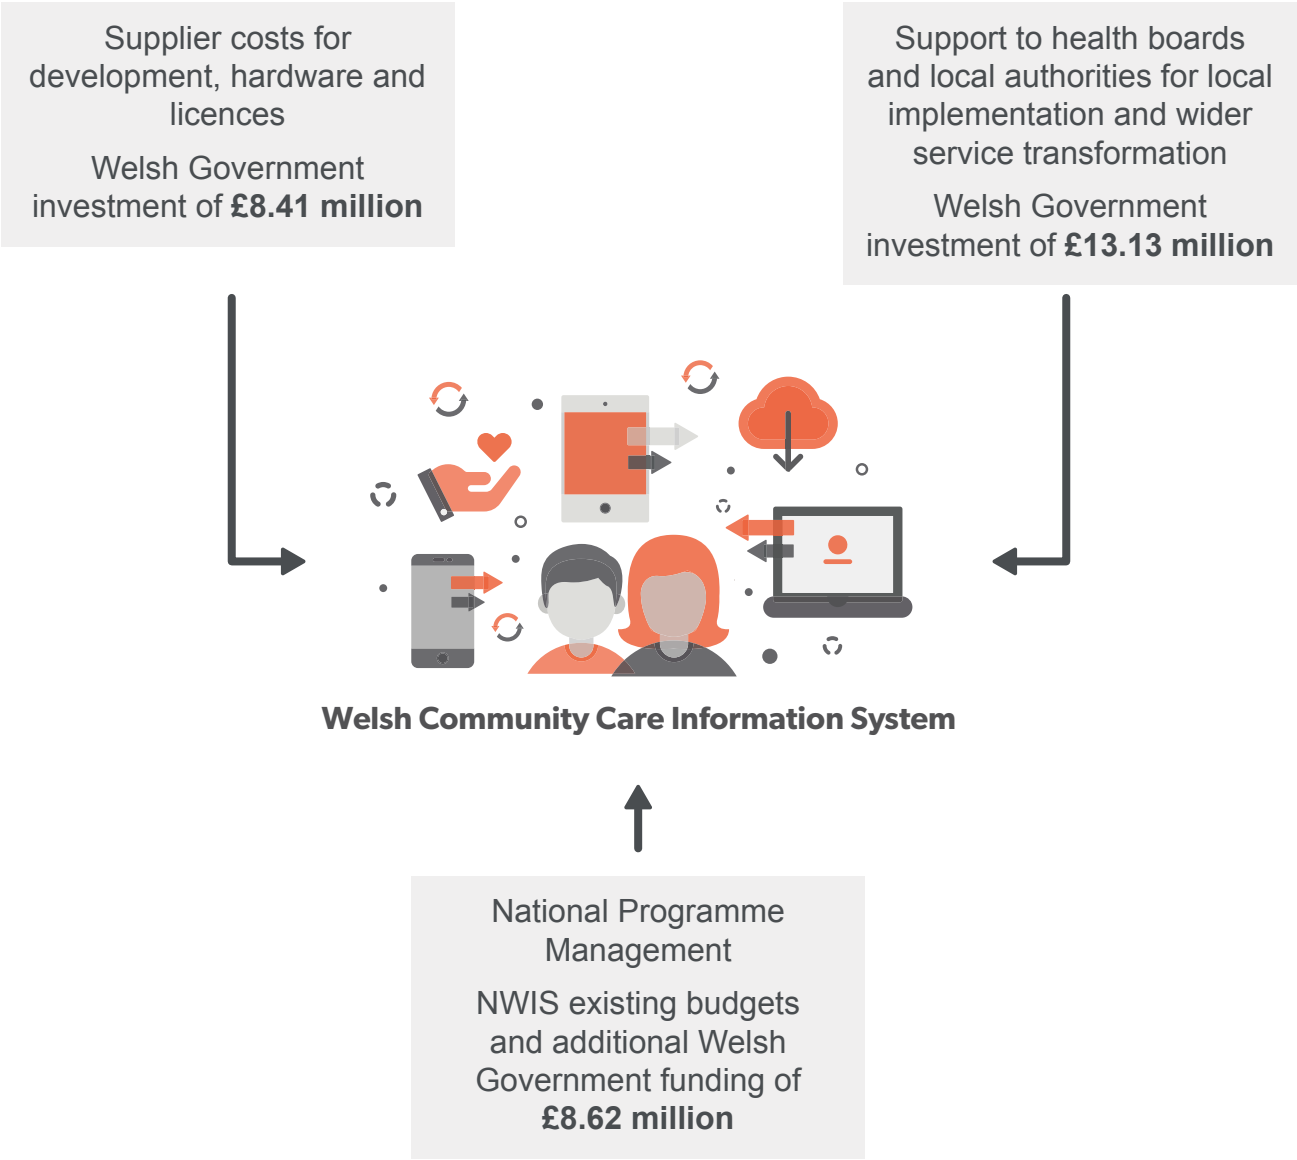 Supplier costs for
development, hardware and
licences
Welsh Government
investment of £8.41 million
Support to health boards
and local authorities for local
implementation and wider
service transformation
Welsh Government
investment of £13.13 million
Welsh Community Care Information System
National Programme
Management
NWIS existing budgets
and additional Welsh
Government funding of
£8.62 million